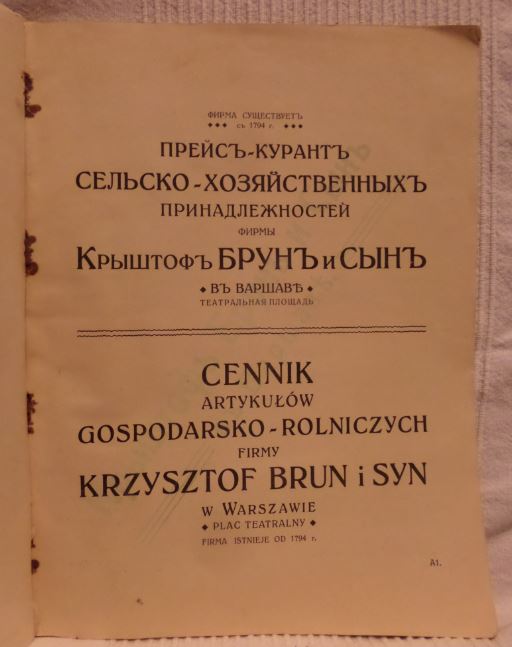 ФИРМА СУЩЕСТВУЕТЪ
съ 1794 г.
ПРЕЙСЪ-КУРАНТЪ
СЕЛЬСКО-ХОЗЯЙСТВЕННЫХЪ
ПРИНАДЛЕЖНОСТЕЙ
ФИРМЫ
КРЫШТОФЪ БРУНЪ и СЫНЪ
ВЪ ВАРШАВѢ
ТЕАТРАЛЬНАЯ ПЛОЩАДЬ
CENNIK
ARTYKUŁÓW
GOSPODARSKO-ROLNICZYCH
FIRMY
KRZYSZTOF BRUN i SYN
W WARSZAWIE
PLAC TEATRALNY
FIRMA ISTNIEJE OD 1794 r.
A1.